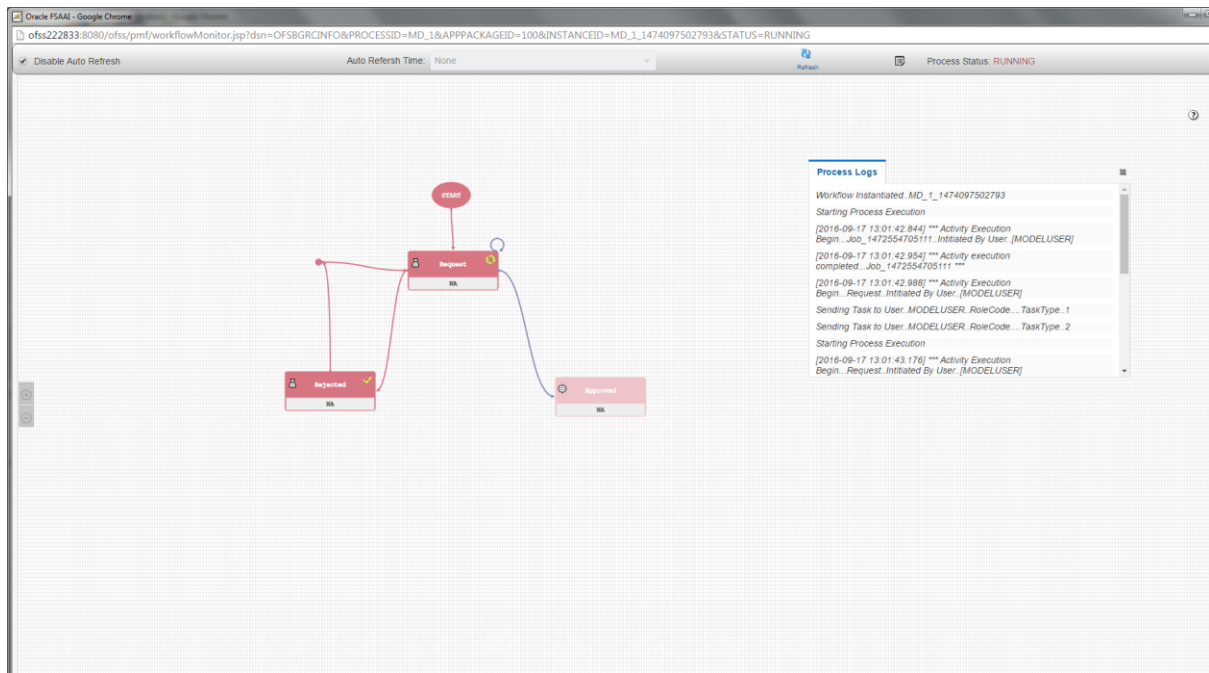 Oracle FSAAI - Google Chrome
ofss222833:8080/ofss/pmf/workflowMonitor.jsp?dsn=OFSBGRCINFO&PROCESSID=MD_1&APPPACKAGEID=100&INSTANCEID=MD_1_1474097502793&STATUS=RUNNING
Disable Auto Refresh Auto Refersh Time: None Refresh Process Status: RUNNING
START
Request
NA
Rejected
NA
Approved
NA
Process Logs
Workflow Instantiated..MD_1_1474097502793
Starting Process Execution
[2016-09-17 13:01:42.844] *** Activity Execution
Begin...Job_1472554705111..Intitiated By User..[MODELUSER]
[2016-09-17 13:01:42.954] *** Activity execution
completed...Job_1472554705111 ***
[2016-09-17 13:01:42.988] *** Activity Execution
Begin...Request..Intitiated By User..[MODELUSER]
Sending Task to User..MODELUSER..RoleCode....TaskType..1
Sending Task to User..MODELUSER..RoleCode....TaskType..2
Starting Process Execution
[2016-09-17 13:01:43.176] *** Activity Execution
Begin...Request..Intitiated By User..[MODELUSER]